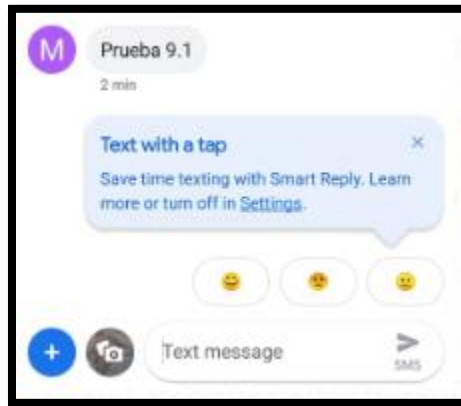 M
Prueba 9.1
2 min
Text with a tap
Save time texting with Smart Reply. Learn
more or turn off in Settings.
Text message
SMS